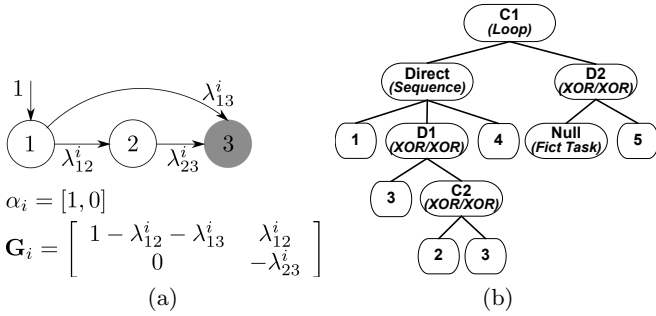 1
λ^i_13
1
2
3
λ^i_12
λ^i_23
α_i = [1, 0]
G_i = [ 1 − λ^i_12 − λ^i_13   λ^i_12
0   −λ^i_23 ]
(a)
C1
(Loop)
Direct
(Sequence)
D2
(XOR/XOR)
1
D1
(XOR/XOR)
4
Null
(Fict Task)
5
3
C2
(XOR/XOR)
2
3
(b)